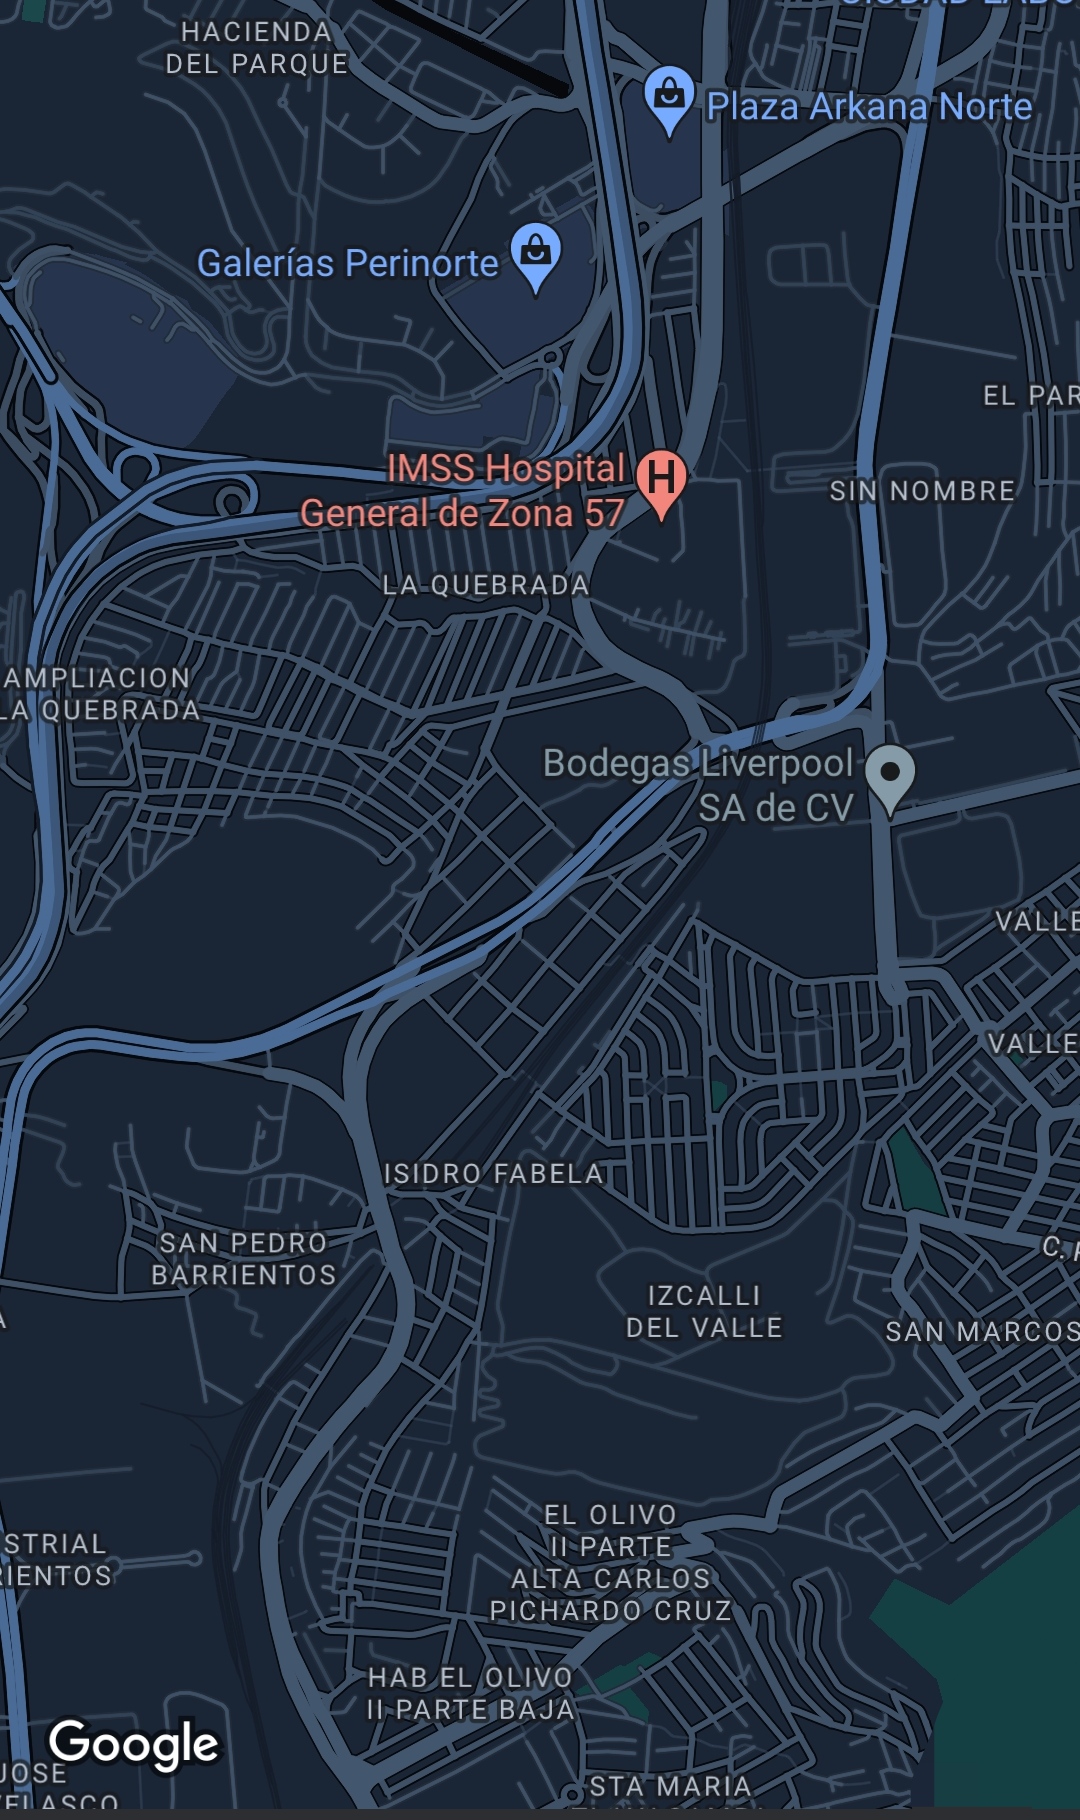 HACIENDA
DEL PARQUE
Plaza Arkana Norte
Galerías Perinorte
EL PAR
IMSS Hospital
General de Zona 57
SIN NOMBRE
LA QUEBRADA
AMPLIACION
LA QUEBRADA
Bodegas Liverpool
SA de CV
VALLE
VALLE
ISIDRO FABELA
SAN PEDRO
BARRIENTOS
C.
IZCALLI
DEL VALLE
SAN MARCOS
STRIAL
RIENTOS
EL OLIVO
II PARTE
ALTA CARLOS
PICHARDO CRUZ
HAB EL OLIVO
II PARTE BAJA
Google
JOSE
VELASCO
STA MARIA